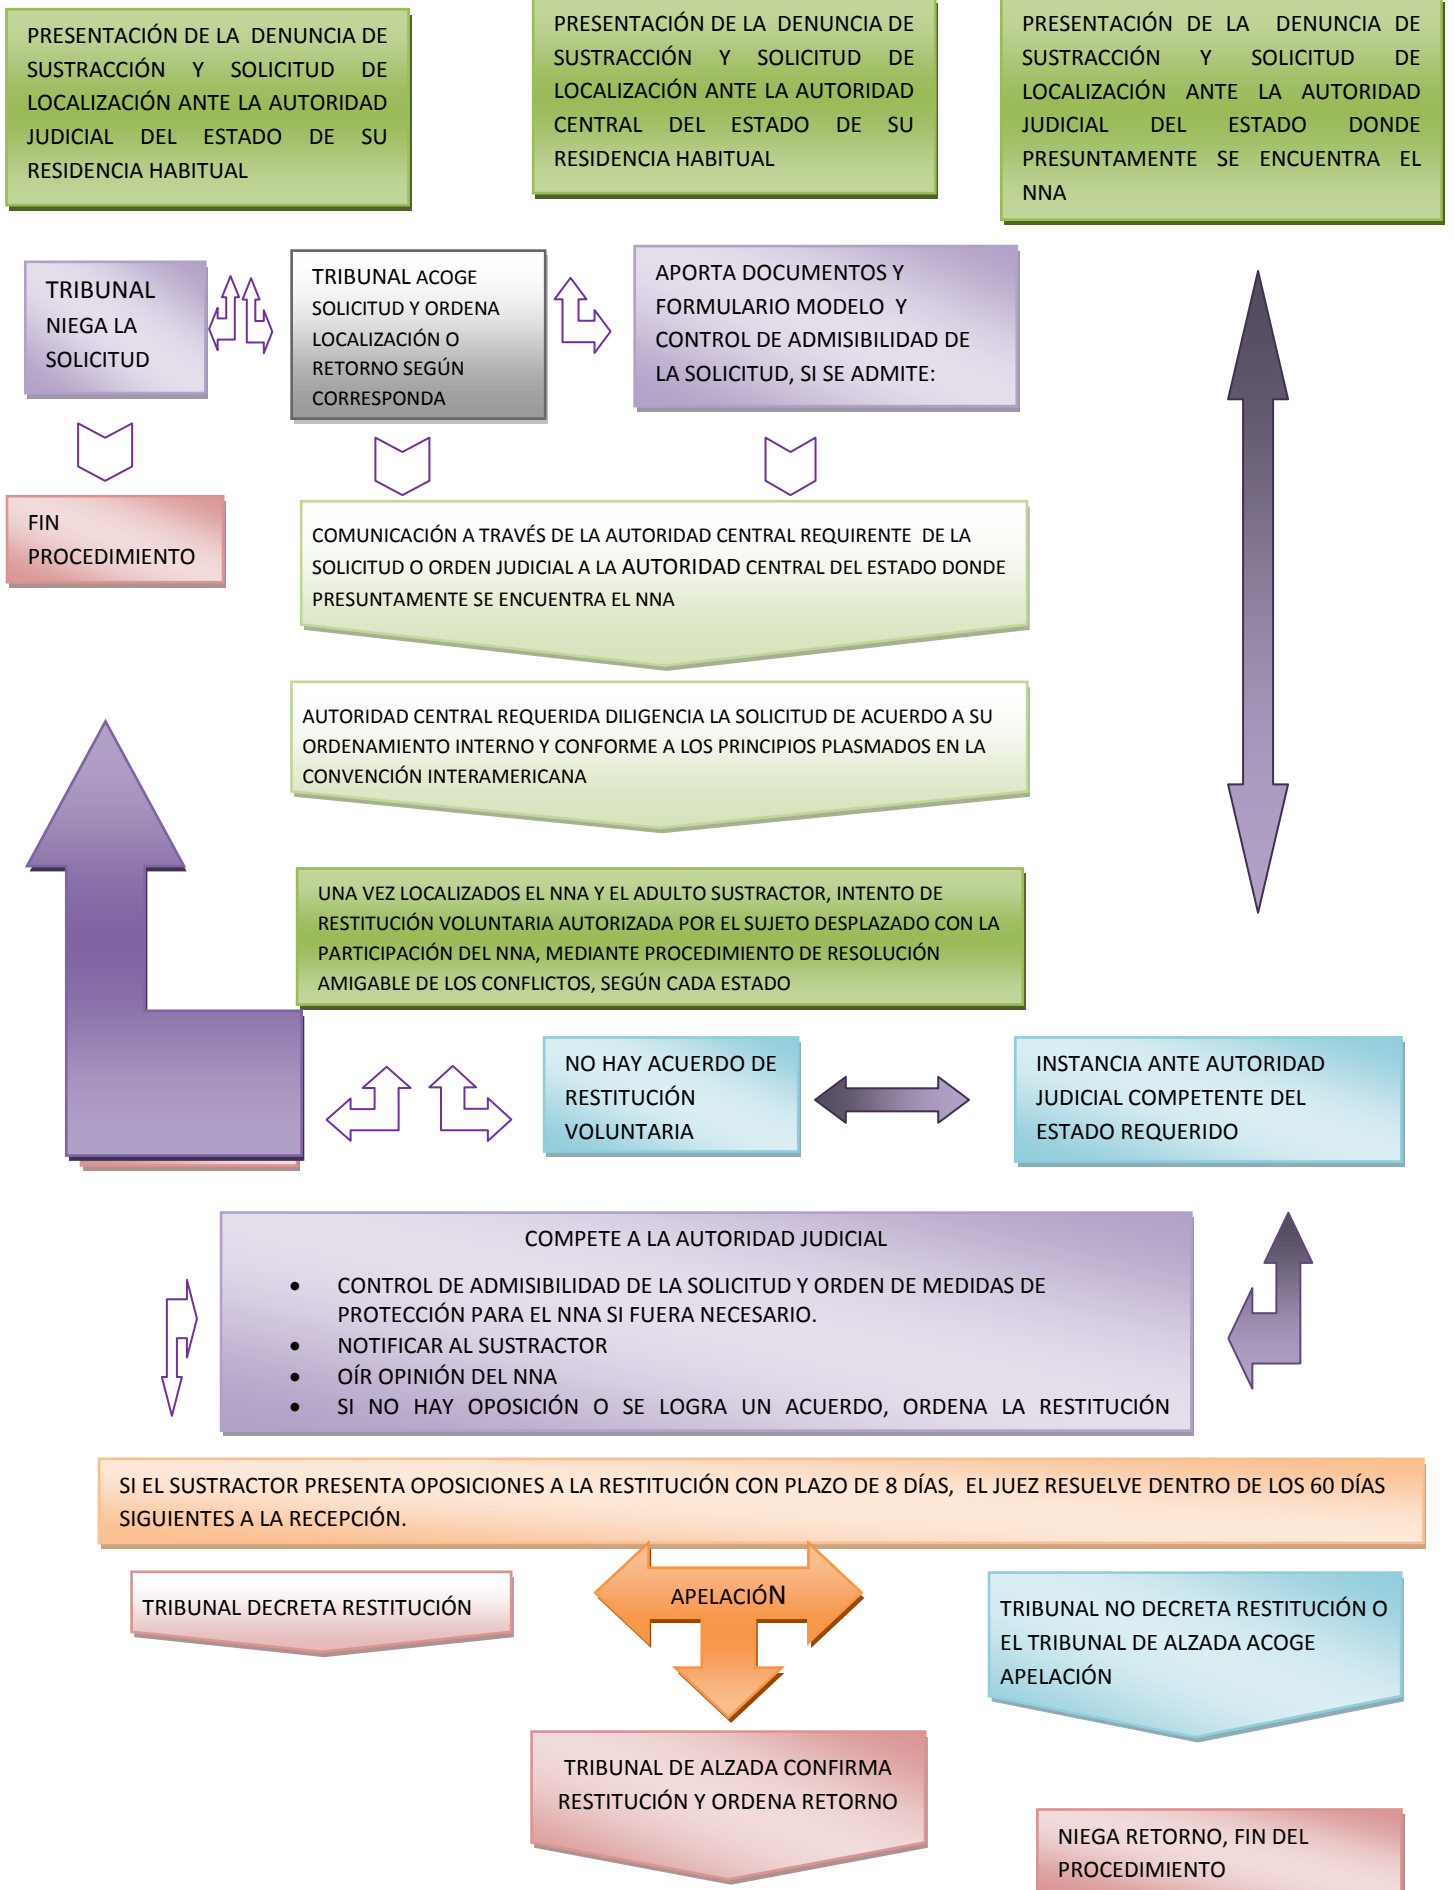 PRESENTACIÓN DE LA DENUNCIA DE
SUSTRACCIÓN Y SOLICITUD DE
LOCALIZACIÓN ANTE LA AUTORIDAD
JUDICIAL DEL ESTADO DE SU
RESIDENCIA HABITUAL
PRESENTACIÓN DE LA DENUNCIA DE
SUSTRACCIÓN Y SOLICITUD DE
LOCALIZACIÓN ANTE LA AUTORIDAD
CENTRAL DEL ESTADO DE SU
RESIDENCIA HABITUAL
PRESENTACIÓN DE LA DENUNCIA DE
SUSTRACCIÓN Y SOLICITUD DE
LOCALIZACIÓN ANTE LA AUTORIDAD
JUDICIAL DEL ESTADO DONDE
PRESUNTAMENTE SE ENCUENTRA EL
NNA
TRIBUNAL
NIEGA LA
SOLICITUD
TRIBUNAL ACOGE
SOLICITUD Y ORDENA
LOCALIZACIÓN O
RETORNO SEGÚN
CORRESPONDA
APORTA DOCUMENTOS Y
FORMULARIO MODELO Y
CONTROL DE ADMISIBILIDAD DE
LA SOLICITUD, SI SE ADMITE:
FIN
PROCEDIMIENTO
COMUNICACIÓN A TRAVÉS DE LA AUTORIDAD CENTRAL REQUIRENTE DE LA
SOLICITUD O ORDEN JUDICIAL A LA AUTORIDAD CENTRAL DEL ESTADO DONDE
PRESUNTAMENTE SE ENCUENTRA EL NNA
AUTORIDAD CENTRAL REQUERIDA DILIGENCIA LA SOLICITUD DE ACUERDO A SU
ORDENAMIENTO INTERNO Y CONFORME A LOS PRINCIPIOS PLASMADOS EN LA
CONVENCIÓN INTERAMERICANA
UNA VEZ LOCALIZADOS EL NNA Y EL ADULTO SUSTRACTOR, INTENTO DE
RESTITUCIÓN VOLUNTARIA AUTORIZADA POR EL SUJETO DESPLAZADO CON LA
PARTICIPACIÓN DEL NNA, MEDIANTE PROCEDIMIENTO DE RESOLUCIÓN
AMIGABLE DE LOS CONFLICTOS, SEGÚN CADA ESTADO
NO HAY ACUERDO DE
RESTITUCIÓN
VOLUNTARIA
INSTANCIA ANTE AUTORIDAD
JUDICIAL COMPETENTE DEL
ESTADO REQUERIDO
COMPETE A LA AUTORIDAD JUDICIAL
• CONTROL DE ADMISIBILIDAD DE LA SOLICITUD Y ORDEN DE MEDIDAS DE
PROTECCIÓN PARA EL NNA SI FUERA NECESARIO.
• NOTIFICAR AL SUSTRACTOR
• OÍR OPINIÓN DEL NNA
• SI NO HAY OPOSICIÓN O SE LOGRA UN ACUERDO, ORDENA LA RESTITUCIÓN
SI EL SUSTRACTOR PRESENTA OPOSICIONES A LA RESTITUCIÓN CON PLAZO DE 8 DÍAS, EL JUEZ RESUELVE DENTRO DE LOS 60 DÍAS
SIGUIENTES A LA RECEPCIÓN.
TRIBUNAL DECRETA RESTITUCIÓN
APELACIÓN
TRIBUNAL NO DECRETA RESTITUCIÓN O
EL TRIBUNAL DE ALZADA ACOGE
APELACIÓN
TRIBUNAL DE ALZADA CONFIRMA
RESTITUCIÓN Y ORDENA RETORNO
NIEGA RETORNO, FIN DEL
PROCEDIMIENTO